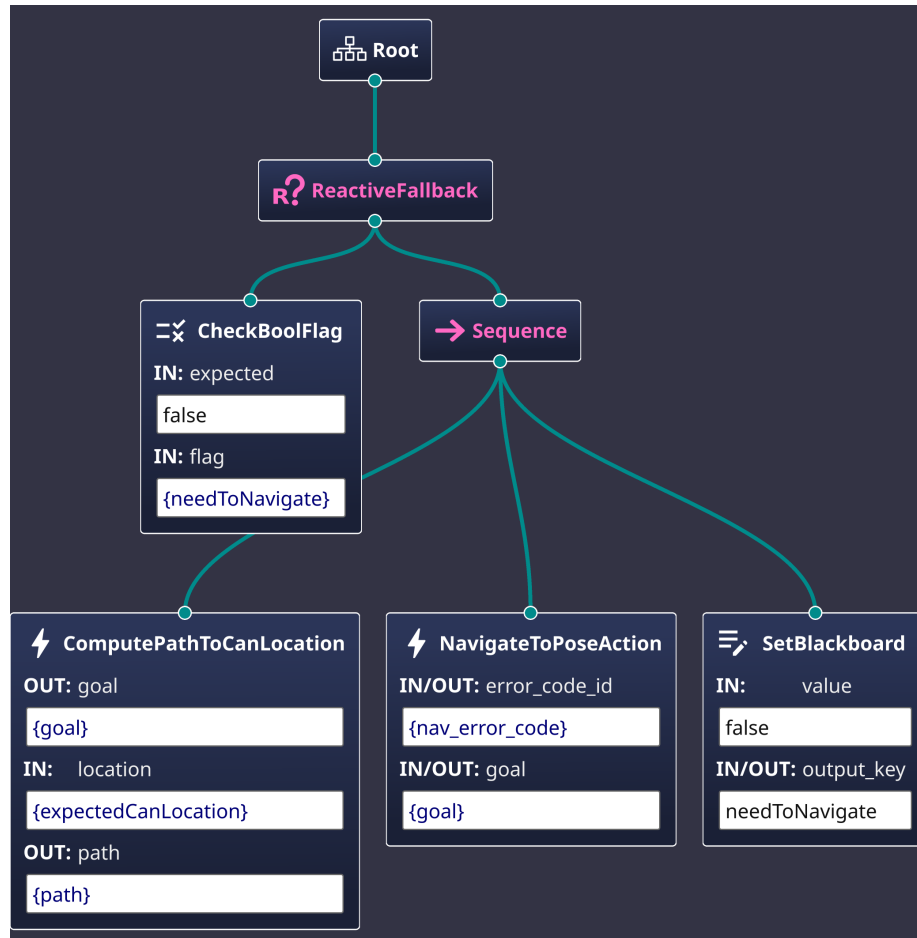 Root
R? ReactiveFallback
CheckBoolFlag
IN: expected
false
IN: flag
{needToNavigate}
Sequence
ComputePathToCanLocation
OUT: goal
{goal}
IN: location
{expectedCanLocation}
OUT: path
{path}
NavigateToPoseAction
IN/OUT: error_code_id
{nav_error_code}
IN/OUT: goal
{goal}
SetBlackboard
IN: value
false
IN/OUT: output_key
needToNavigate